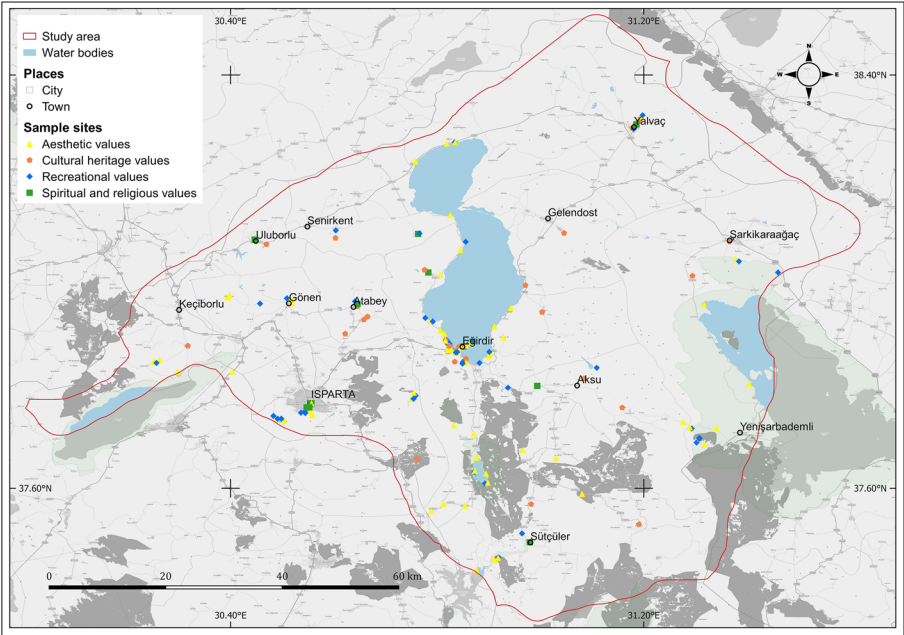 30.40°E
31.20°E
Study area
Water bodies
Places
City
Town
Sample sites
Aesthetic values
Cultural heritage values
Recreational values
Spiritual and religious values
N
W
E
S
38.40°N
Yalvaç
Senirkent
Gelendost
Uluborlu
Şarkikaraağaç
Keçiborlu
Gönen
Atabey
Eğirdir
ISPARTA
Aksu
Yenişarbademli
37.60°N
37.60°N
Sütçüler
0
20
40
60 km
30.40°E
31.20°E